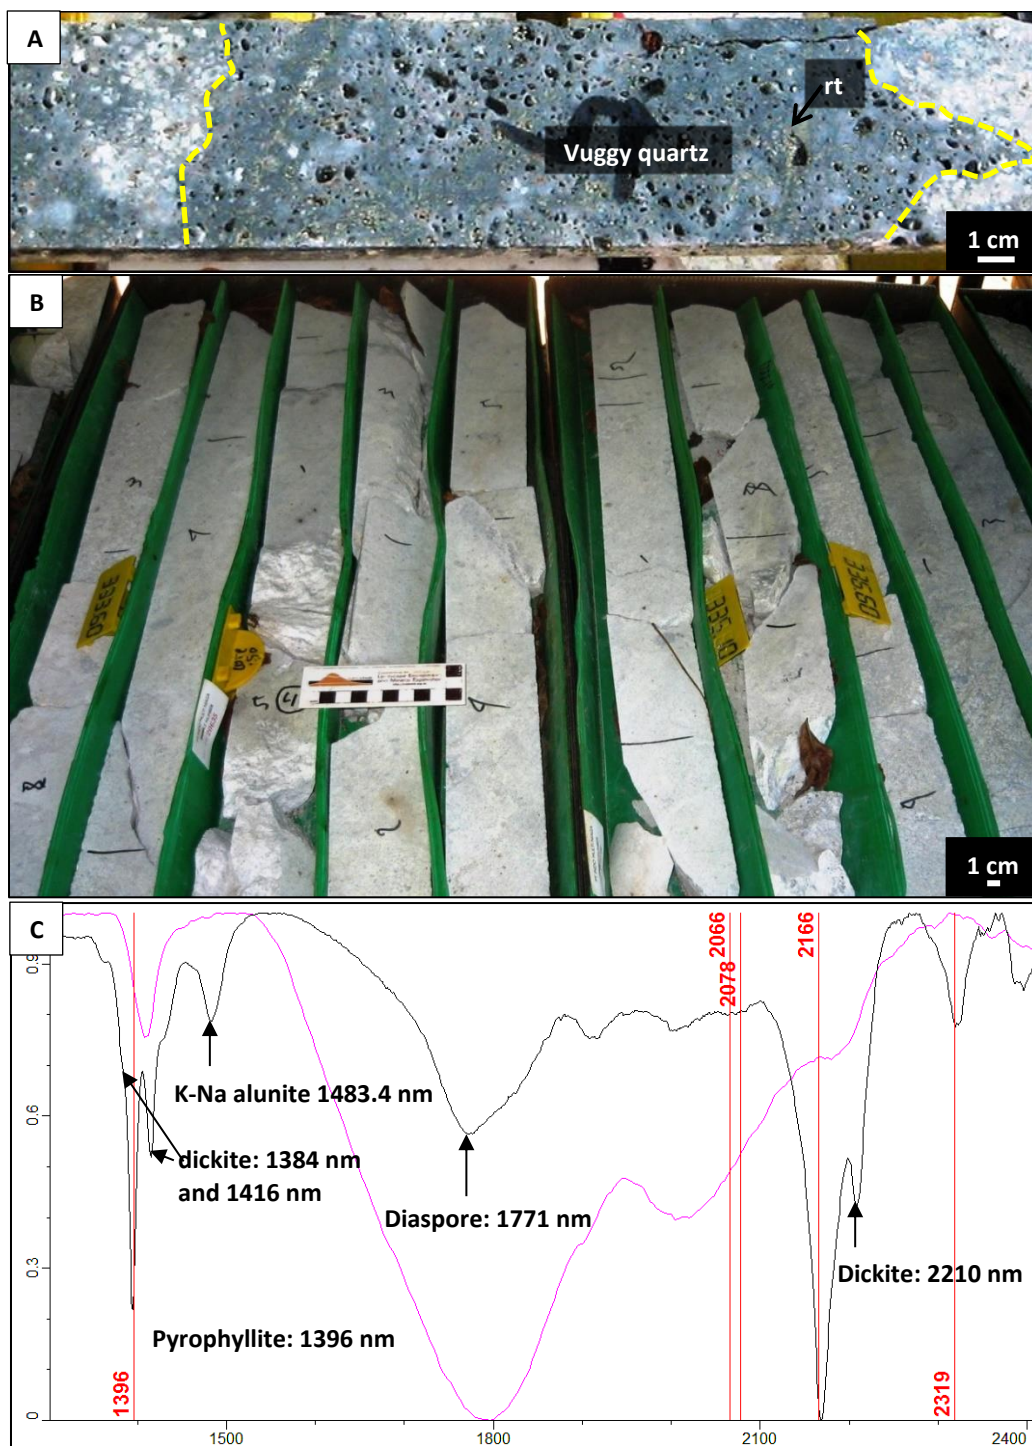 A
rt
Vuggy quartz
1 cm
B
33350
33550
1 cm
C
2066
2078
2166
0.9
K-Na alunite 1483.4 nm
0.6
dickite: 1384 nm
and 1416 nm
Diaspore: 1771 nm
Dickite: 2210 nm
0.3
Pyrophyllite: 1396 nm
1396
2319
0
1500
1800
2100
2400